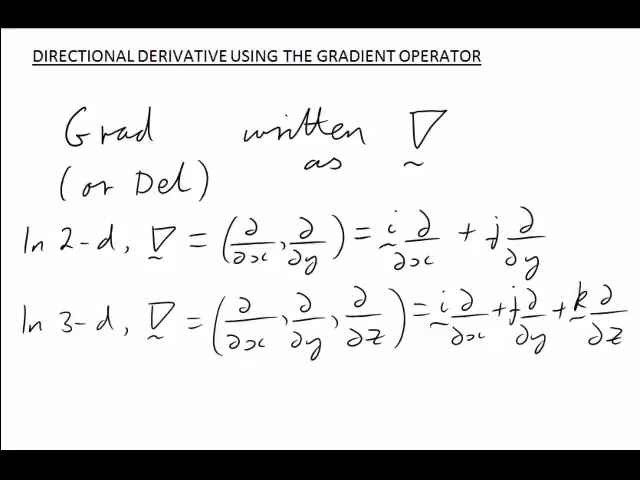 DIRECTIONAL DERIVATIVE USING THE GRADIENT OPERATOR
Grad written ∇
(or Del) as
In 2-d, ∇ = (∂/∂x, ∂/∂y) = i ∂/∂x + j ∂/∂y
In 3-d, ∇ = (∂/∂x, ∂/∂y, ∂/∂z) = i ∂/∂x + j ∂/∂y + k ∂/∂z